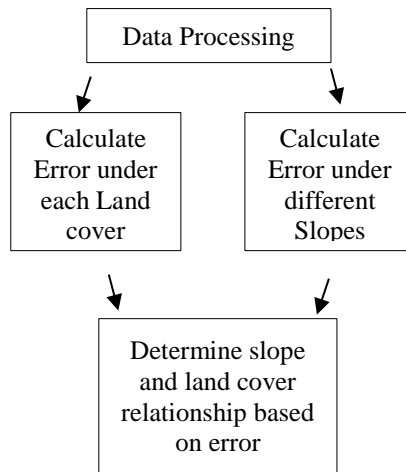 Data Processing
Calculate
Error under
each Land
cover
Calculate
Error under
different
Slopes
Determine slope
and land cover
relationship based
on error